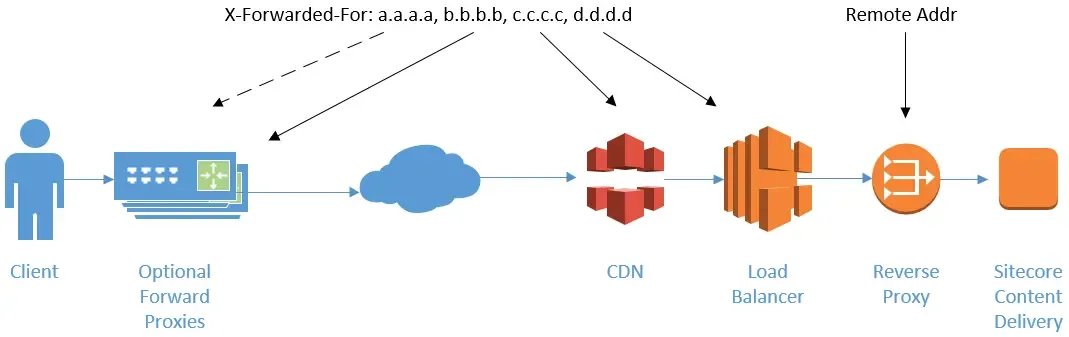 X-Forwarded-For: a.a.a.a, b.b.b.b, c.c.c.c, d.d.d.d
Remote Addr
Client
Optional
Forward
Proxies
CDN
Load
Balancer
Reverse
Proxy
Sitecore
Content
Delivery